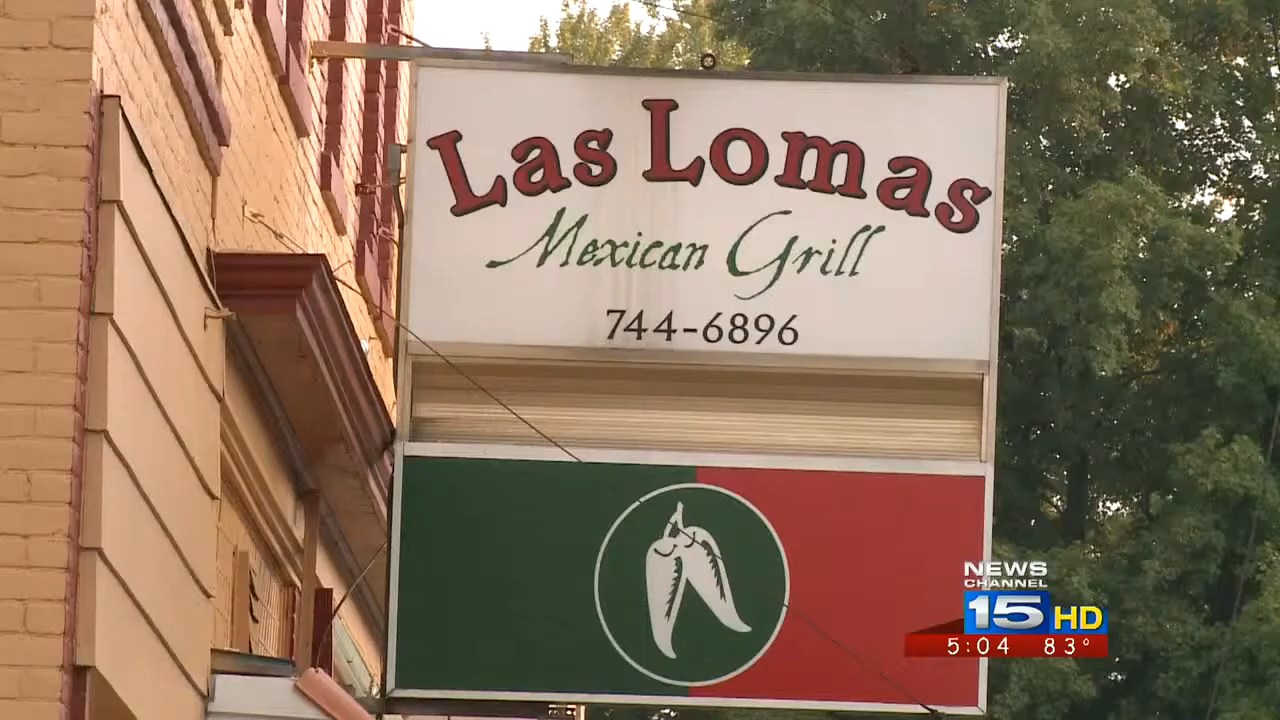 Las Lomas
Mexican Grill
744-6896
NEWS
CHANNEL
15 HD
5:04 83°